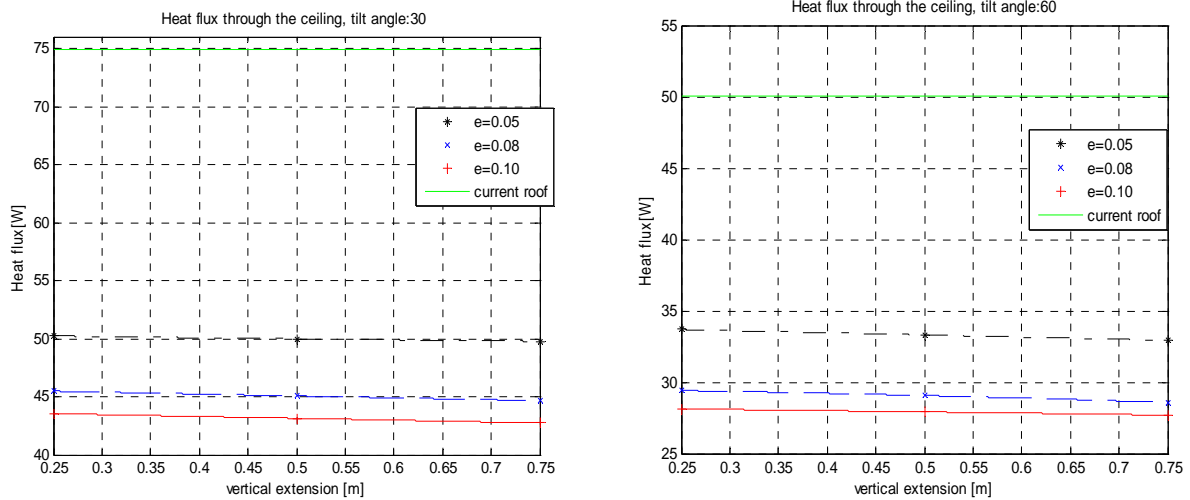 Heat flux through the ceiling, tilt angle:30
75
70
65
60
55
50
45
40
Heat flux[W]
e=0.05
e=0.08
e=0.10
current roof
0.25 0.3 0.35 0.4 0.45 0.5 0.55 0.6 0.65 0.7 0.75
vertical extension [m]
Heat flux through the ceiling, tilt angle:60
55
50
45
40
35
30
25
Heat flux[W]
e=0.05
e=0.08
e=0.10
current roof
0.25 0.3 0.35 0.4 0.45 0.5 0.55 0.6 0.65 0.7 0.75
vertical extension [m]